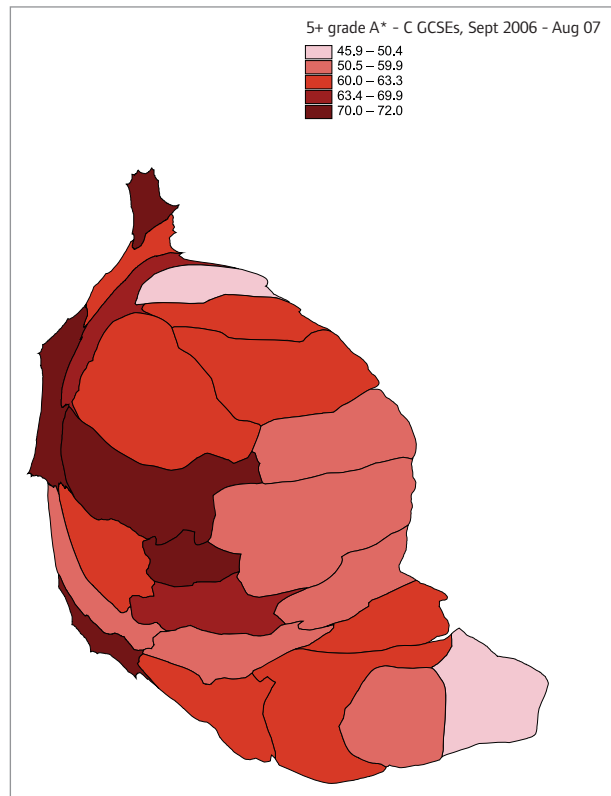 5+ grade A* - C GCSEs, Sept 2006 - Aug 07
45.9 – 50.4
50.5 – 59.9
60.0 – 63.3
63.4 – 69.9
70.0 – 72.0